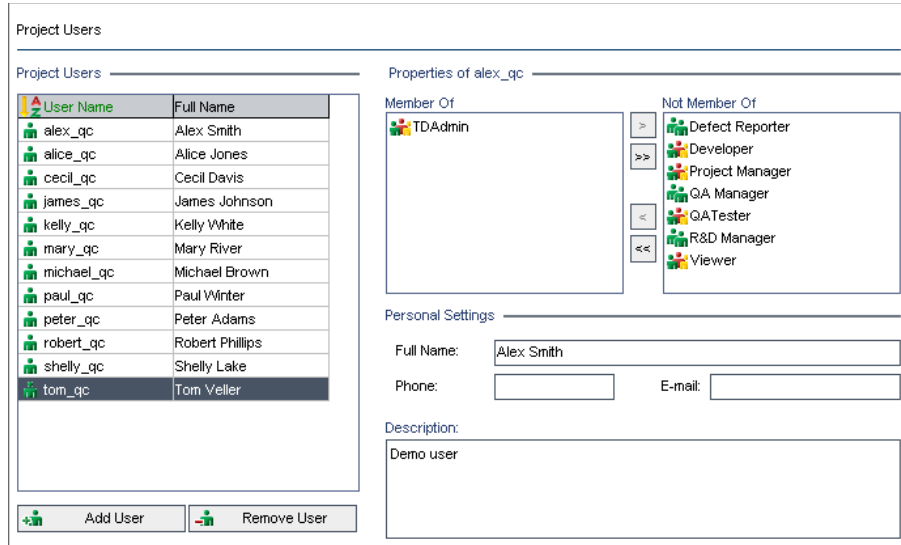 Project Users
Project Users
User Name Full Name
alex_qc Alex Smith
alice_qc Alice Jones
cecil_qc Cecil Davis
james_qc James Johnson
kelly_qc Kelly White
mary_qc Mary River
michael_qc Michael Brown
paul_qc Paul Winter
peter_qc Peter Adams
robert_qc Robert Phillips
shelly_qc Shelly Lake
tom_qc Tom Veller
Add User Remove User
Properties of alex_qc
Member Of
TDAdmin
>
>>
<
<<
Not Member Of
Defect Reporter
Developer
Project Manager
QA Manager
QATester
R&D Manager
Viewer
Personal Settings
Full Name: Alex Smith
Phone: E-mail:
Description:
Demo user